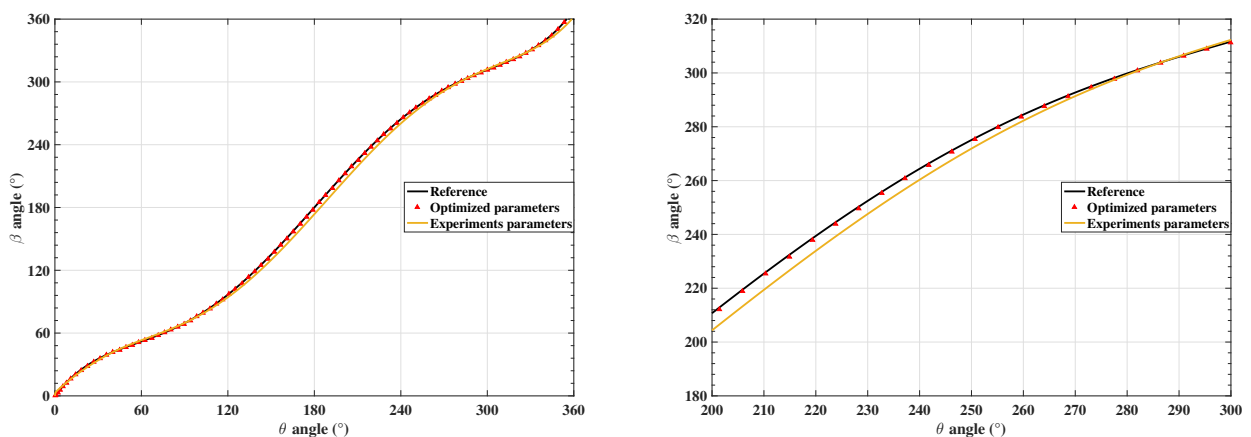 360
300
240
180
120
60
0
β angle (°)
Reference
Optimized parameters
Experiments parameters
0 60 120 180 240 300 360
θ angle (°)
320
300
280
260
240
220
200
180
β angle (°)
Reference
Optimized parameters
Experiments parameters
200 210 220 230 240 250 260 270 280 290 300
θ angle (°)